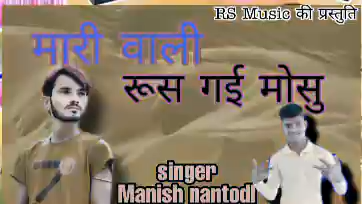 RS Music की प्रस्तुति
मारी वाली
रूस गई मोसु
singer
Manish nantodi